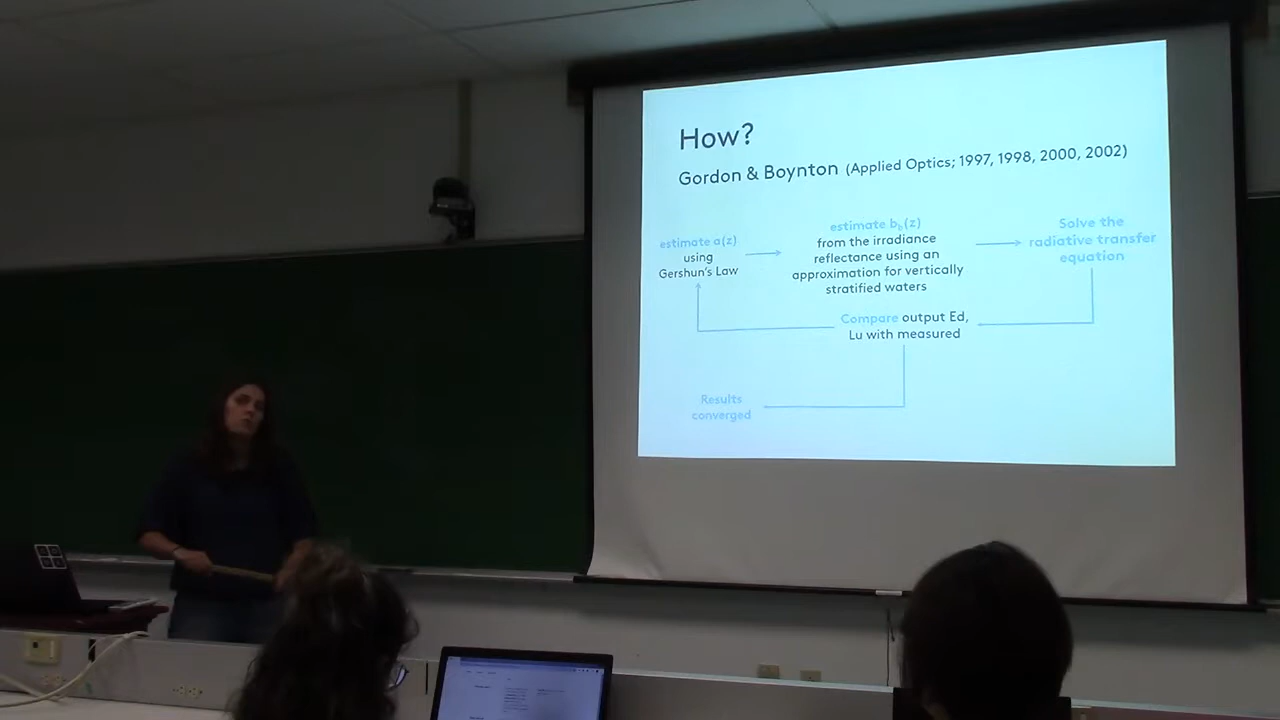 How?
Gordon & Boynton (Applied Optics; 1997, 1998, 2000, 2002)
estimate a(z)
using
Gershun's Law
estimate bb(z)
from the irradiance
reflectance using an
approximation for vertically
stratified waters
Solve the
radiative transfer
equation
Compare output Ed,
Lu with measured
Results
converged